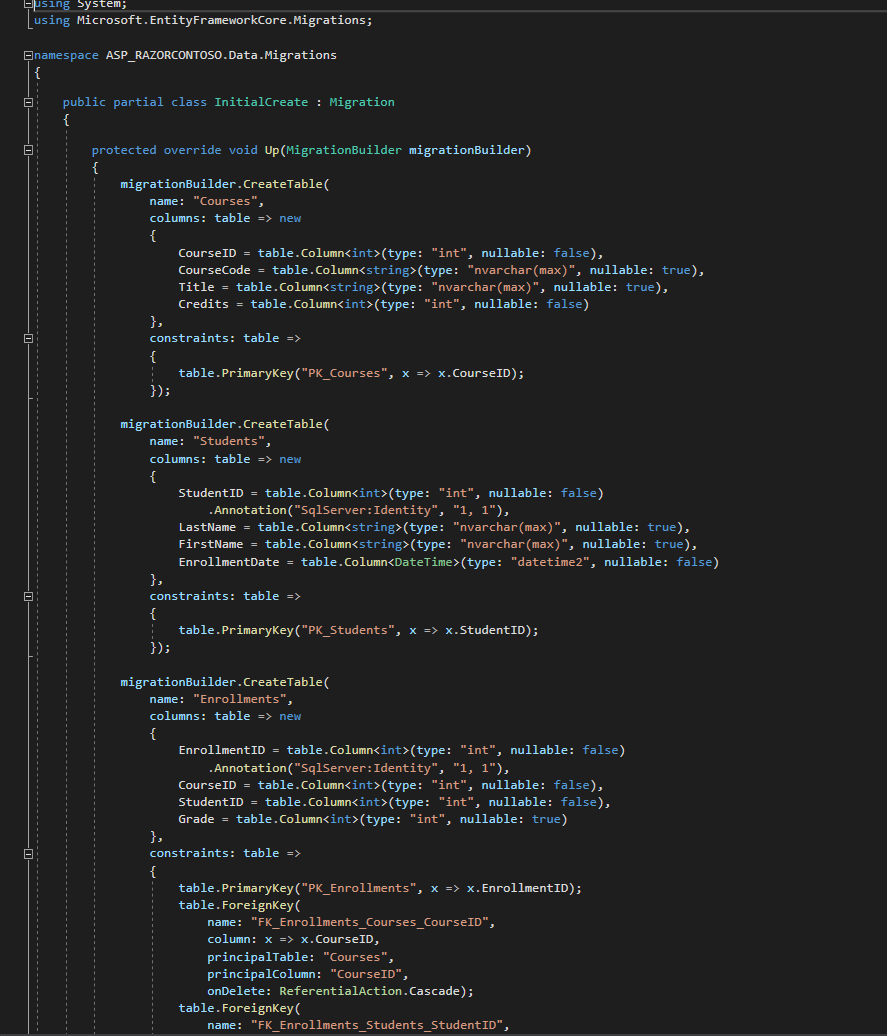 using System;
using Microsoft.EntityFrameworkCore.Migrations;
namespace ASP_RAZORCONTOSO.Data.Migrations
{
public partial class InitialCreate : Migration
{
protected override void Up(MigrationBuilder migrationBuilder)
{
migrationBuilder.CreateTable(
name: "Courses",
columns: table => new
{
CourseID = table.Column<int>(type: "int", nullable: false),
CourseCode = table.Column<string>(type: "nvarchar(max)", nullable: true),
Title = table.Column<string>(type: "nvarchar(max)", nullable: true),
Credits = table.Column<int>(type: "int", nullable: false)
},
constraints: table =>
{
table.PrimaryKey("PK_Courses", x => x.CourseID);
});
migrationBuilder.CreateTable(
name: "Students",
columns: table => new
{
StudentID = table.Column<int>(type: "int", nullable: false)
.Annotation("SqlServer:Identity", "1, 1"),
LastName = table.Column<string>(type: "nvarchar(max)", nullable: true),
FirstName = table.Column<string>(type: "nvarchar(max)", nullable: true),
EnrollmentDate = table.Column<DateTime>(type: "datetime2", nullable: false)
},
constraints: table =>
{
table.PrimaryKey("PK_Students", x => x.StudentID);
});
migrationBuilder.CreateTable(
name: "Enrollments",
columns: table => new
{
EnrollmentID = table.Column<int>(type: "int", nullable: false)
.Annotation("SqlServer:Identity", "1, 1"),
CourseID = table.Column<int>(type: "int", nullable: false),
StudentID = table.Column<int>(type: "int", nullable: false),
Grade = table.Column<int>(type: "int", nullable: true)
},
constraints: table =>
{
table.PrimaryKey("PK_Enrollments", x => x.EnrollmentID);
table.ForeignKey(
name: "FK_Enrollments_Courses_CourseID",
column: x => x.CourseID,
principalTable: "Courses",
principalColumn: "CourseID",
onDelete: ReferentialAction.Cascade);
table.ForeignKey(
name: "FK_Enrollments_Students_StudentID",